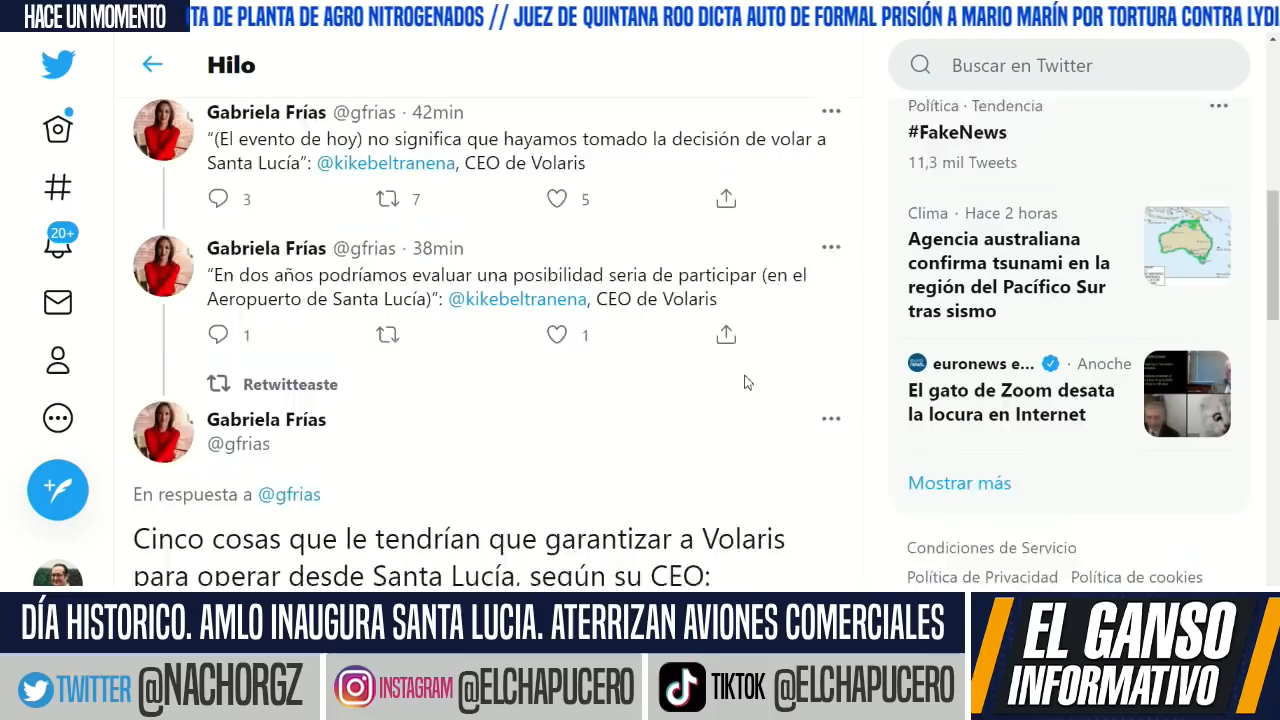 HACE UN MOMENTO
TA DE PLANTA DE AGRO NITROGENADOS // JUEZ DE QUINTANA ROO DICTA AUTO DE FORMAL PRISIÓN A MARIO MARÍN POR TORTURA CONTRA LYDI
Hilo
Gabriela Frías @gfrias · 42min
“(El evento de hoy) no significa que hayamos tomado la decisión de volar a
Santa Lucía”: @kikebeltranena, CEO de Volaris
3 7 5
Gabriela Frías @gfrias · 38min
“En dos años podríamos evaluar una posibilidad seria de participar (en el
Aeropuerto de Santa Lucía)”: @kikebeltranena, CEO de Volaris
1 1
Retwitteaste
Gabriela Frías
@gfrias
En respuesta a @gfrias
Cinco cosas que le tendrían que garantizar a Volaris
para operar desde Santa Lucía, según su CEO:
20+
Buscar en Twitter
Política · Tendencia
#FakeNews
11,3 mil Tweets
Clima · Hace 2 horas
Agencia australiana
confirma tsunami en la
región del Pacífico Sur
tras sismo
euronews e... · Anoche
El gato de Zoom desata
la locura en Internet
Mostrar más
Condiciones de Servicio
Política de Privacidad Política de cookies
DÍA HISTORICO. AMLO INAUGURA SANTA LUCIA. ATERRIZAN AVIONES COMERCIALES
TWITTER @NACHORGZ
INSTAGRAM @ELCHAPUCERO
TIKTOK @ELCHAPUCERO
EL GANSO
INFORMATIVO